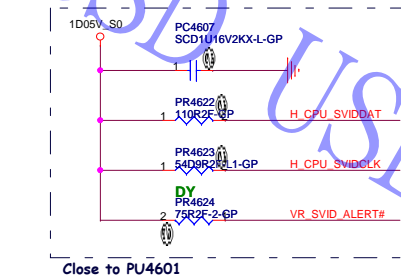 1D05V_S0
PC4607
SCD1U16V2KX-L-GP
1
PR4622
1 110R2F-GP H_CPU_SVIDDAT
PR4623
1 54D9R2F-L1-GP H_CPU_SVIDCLK
DY
PR4624
2 75R2F-2-GP VR_SVID_ALERT#
Close to PU4601